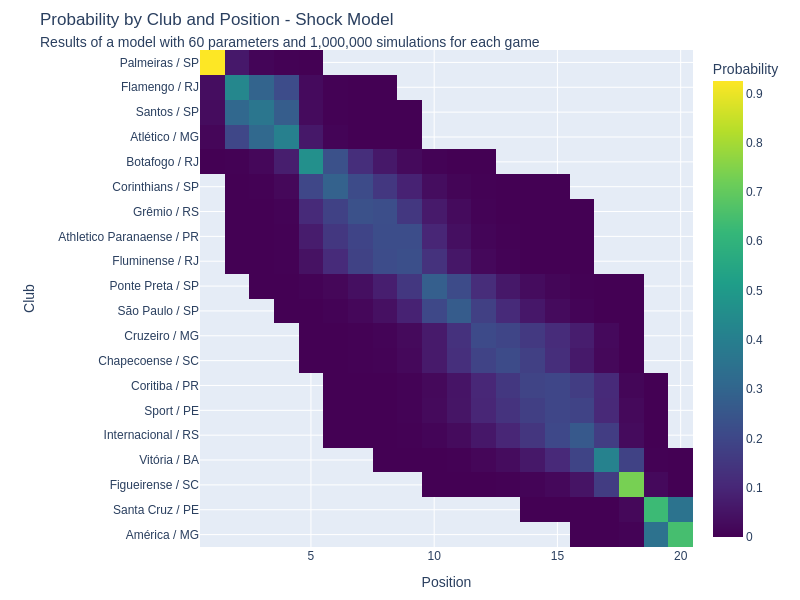 Probability by Club and Position - Shock Model
Results of a model with 60 parameters and 1,000,000 simulations for each game
Palmeiras / SP
Flamengo / RJ
Santos / SP
Atlético / MG
Botafogo / RJ
Corinthians / SP
Grêmio / RS
Athletico Paranaense / PR
Fluminense / RJ
Ponte Preta / SP
São Paulo / SP
Cruzeiro / MG
Chapecoense / SC
Coritiba / PR
Sport / PE
Internacional / RS
Vitória / BA
Figueirense / SC
Santa Cruz / PE
América / MG
Club
5
10
15
20
Position
Probability
0.9
0.8
0.7
0.6
0.5
0.4
0.3
0.2
0.1
0